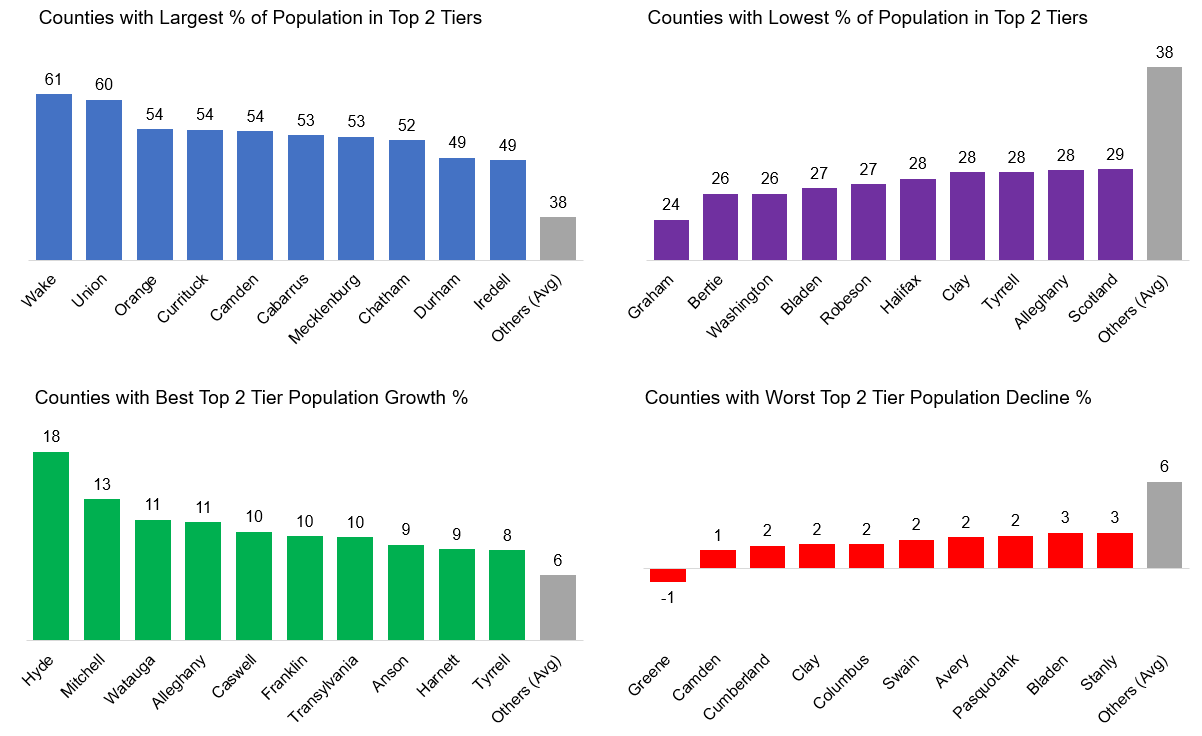 Counties with Largest % of Population in Top 2 Tiers
61
60
54
54
54
53
53
52
49
49
38
Wake
Union
Orange
Currituck
Camden
Cabarrus
Mecklenburg
Chatham
Durham
Iredell
Others (Avg)
Counties with Lowest % of Population in Top 2 Tiers
24
26
26
27
27
28
28
28
28
29
38
Graham
Bertie
Washington
Bladen
Robeson
Halifax
Clay
Tyrrell
Alleghany
Scotland
Others (Avg)
Counties with Best Top 2 Tier Population Growth %
18
13
11
11
10
10
10
9
9
8
6
Hyde
Mitchell
Watauga
Alleghany
Caswell
Franklin
Transylvania
Anson
Harnett
Tyrrell
Others (Avg)
Counties with Worst Top 2 Tier Population Decline %
-1
1
2
2
2
2
2
2
3
3
6
Greene
Camden
Cumberland
Clay
Columbus
Swain
Avery
Pasquotank
Bladen
Stanly
Others (Avg)